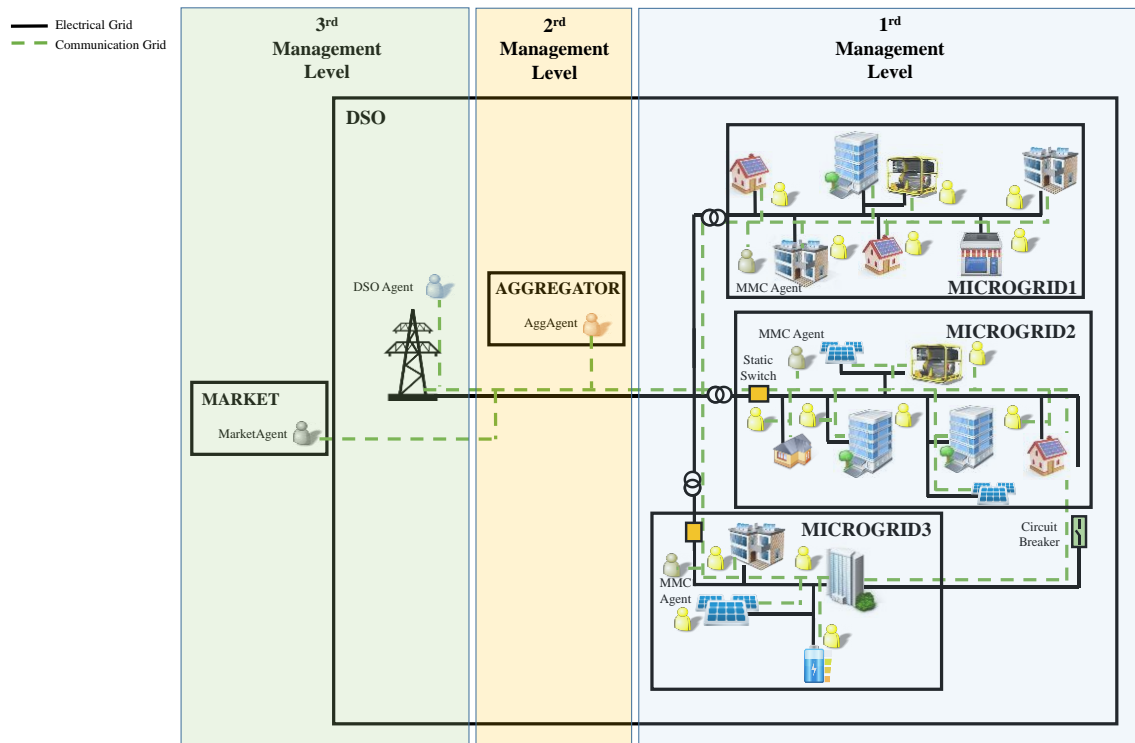 Electrical Grid
Communication Grid
3rd
Management
Level
2rd
Management
Level
1rd
Management
Level
DSO
MICROGRID1
MMC Agent
DSO Agent
AGGREGATOR
AggAgent
MICROGRID2
MMC Agent
Static
Switch
MARKET
MarketAgent
MICROGRID3
MMC
Agent
Circuit
Breaker